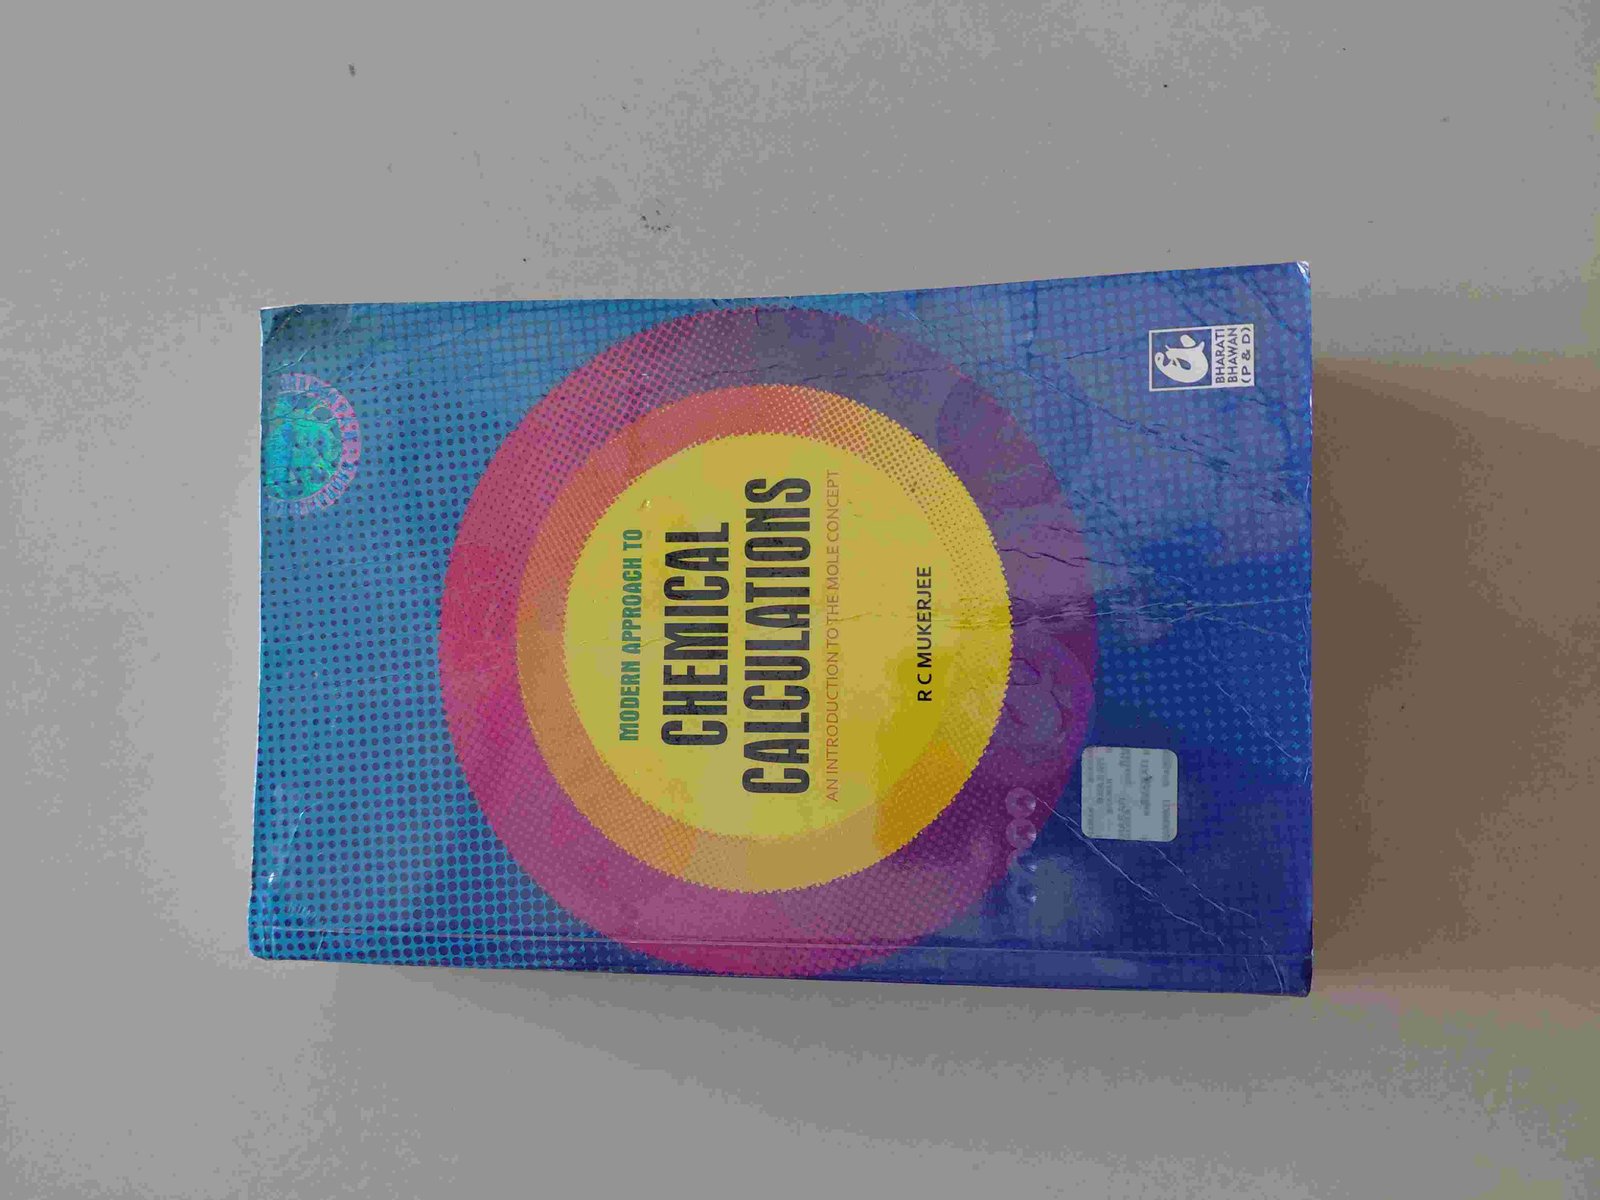 MODERN APPROACH TO
CHEMICAL
CALCULATIONS
AN INTRODUCTION TO THE MOLE CONCEPT
R C MUKERJEE
BHARATI
BHAWAN
(P & D)